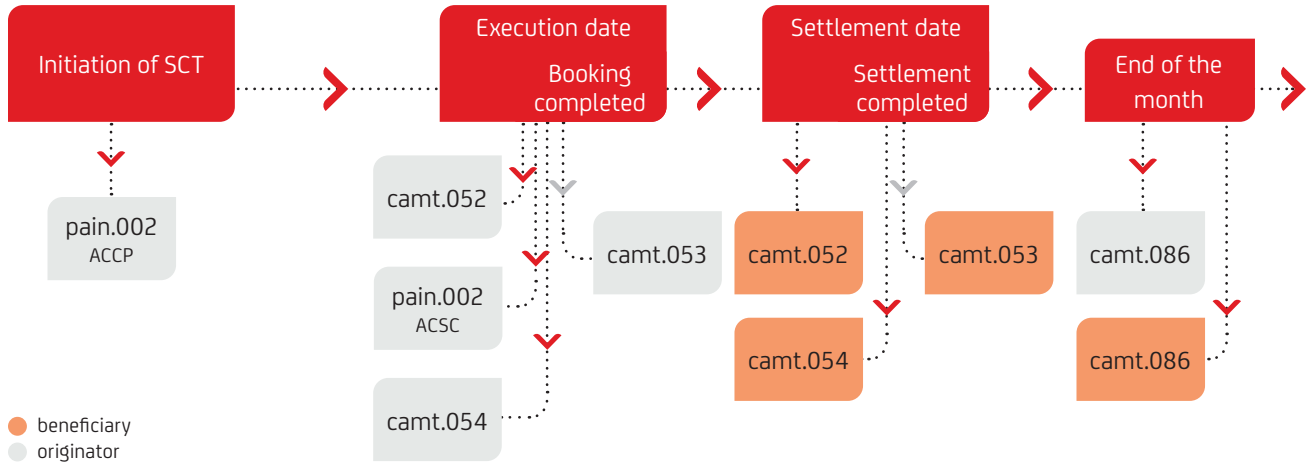 Initiation of SCT
Execution date
Booking
completed
Settlement date
Settlement
completed
End of the
month
pain.002
ACCP
camt.052
pain.002
ACSC
camt.054
camt.053
camt.052
camt.054
camt.053
camt.086
camt.086
beneficiary
originator